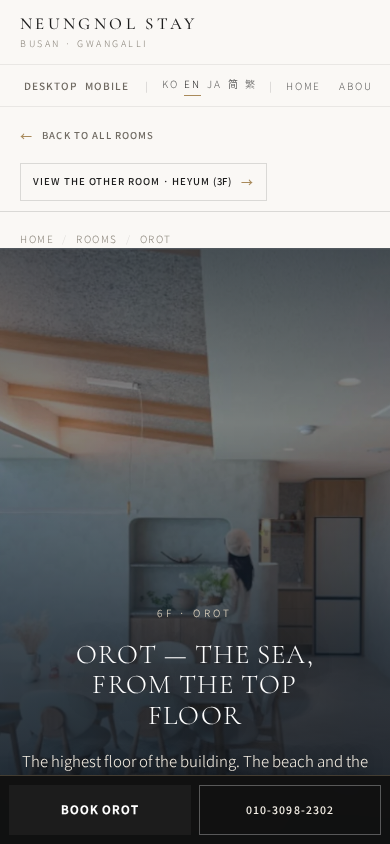 NEUNGNOL STAY
BUSAN · GWANGALLI
DESKTOP MOBILE | KO EN JA 简 繁 | HOME ABOU
← BACK TO ALL ROOMS
VIEW THE OTHER ROOM · HEYUM (3F) →
HOME / ROOMS / OROT
6F · OROT
OROT — THE SEA,
FROM THE TOP
FLOOR
The highest floor of the building. The beach and the
BOOK OROT
010-3098-2302